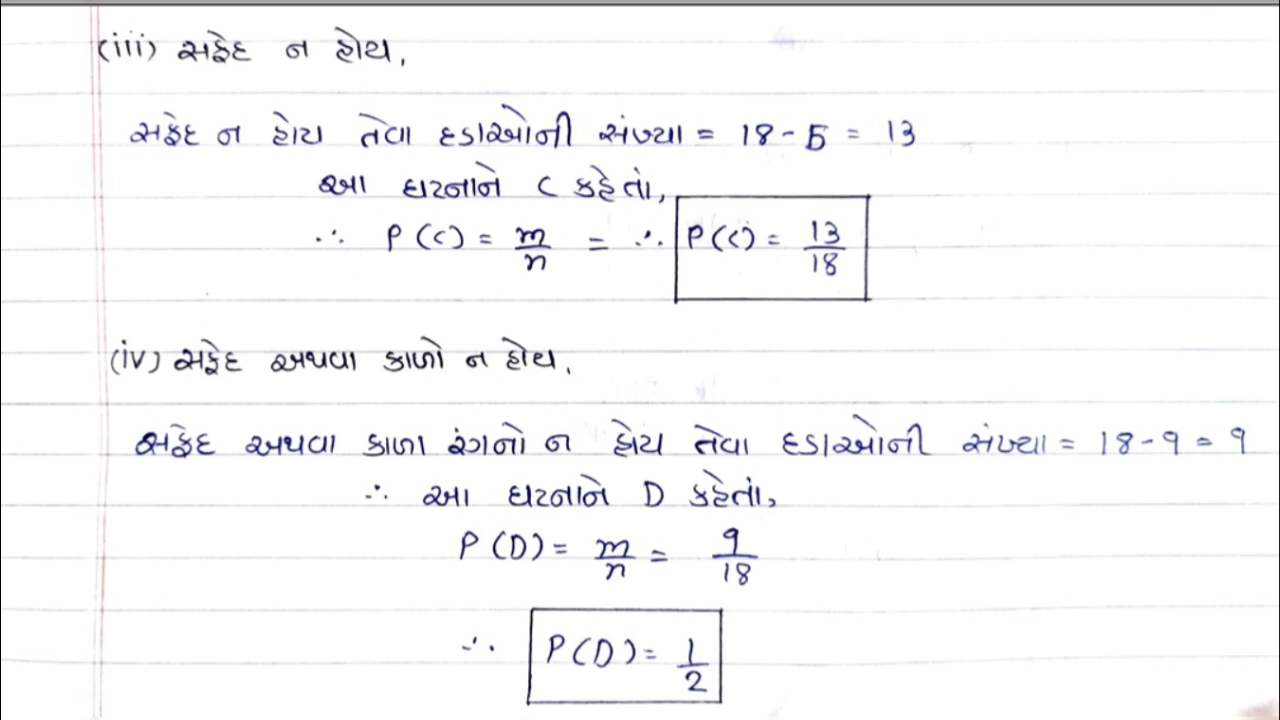 (iii) સફેદ ન હોય,
સફેદ ન હોય તેવા દડાઓની સંખ્યા = 18 - 5 = 13
આ ઘટનાને C કહેતાં,
∴ P(C) = m/n = ∴ P(C) = 13/18
(iv) સફેદ અથવા કાળો ન હોય.
સફેદ અથવા કાળા રંગનો ન હોય તેવા દડાઓની સંખ્યા = 18 - 9 = 9
∴ આ ઘટનાને D કહેતાં,
P(D) = m/n = 9/18
∴ P(D) = 1/2